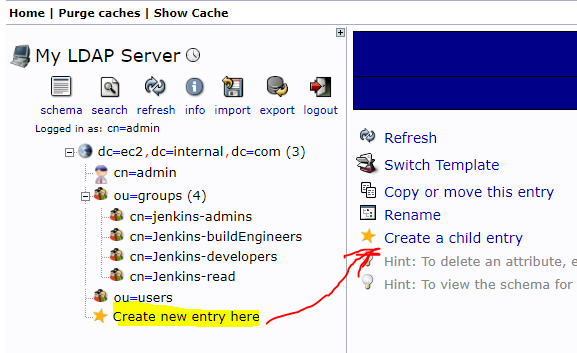 Home | Purge caches | Show Cache
My LDAP Server
schema search refresh info import export logout
Logged in as: cn=admin
dc=ec2,dc=internal,dc=com (3)
cn=admin
ou=groups (4)
cn=jenkins-admins
cn=Jenkins-buildEngineers
cn=Jenkins-developers
cn=Jenkins-read
ou=users
Create new entry here
Refresh
Switch Template
Copy or move this entry
Rename
Create a child entry
Hint: To delete an attribute, e
Hint: To view the schema for